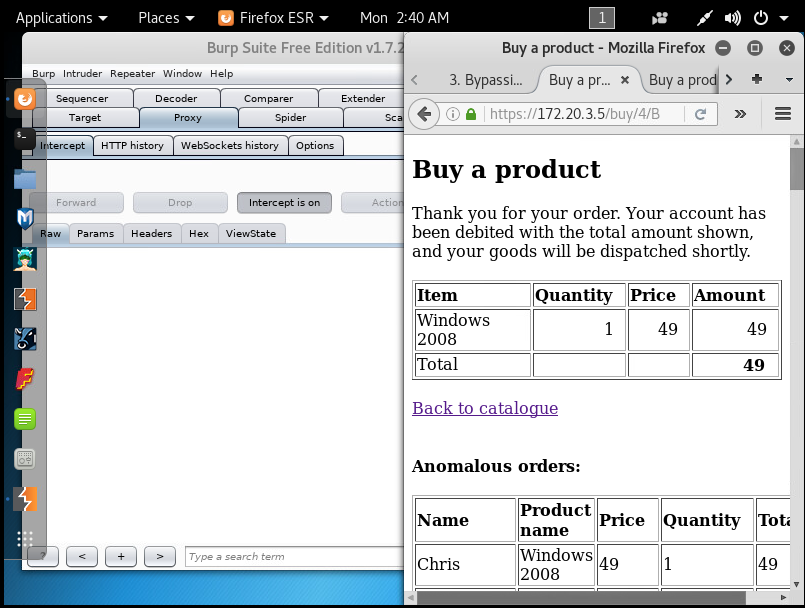 Applications Places Firefox ESR Mon 2:40 AM 1
Burp Suite Free Edition v1.7.2
Burp Intruder Repeater Window Help
Sequencer Decoder Comparer Extender
Target Proxy Spider Sca
Intercept HTTP history WebSockets history Options
Forward Drop Intercept is on Action
Raw Params Headers Hex ViewState
? < + > Type a search term
Buy a product - Mozilla Firefox
3. Bypassi... Buy a pr... Buy a prod
https://172.20.3.5/buy/4/B
Buy a product
Thank you for your order. Your account has
been debited with the total amount shown,
and your goods will be dispatched shortly.
Item Quantity Price Amount
Windows
2008 1 49 49
Total 49
Back to catalogue
Anomalous orders:
Name Product
name Price Quantity Tota
Chris Windows
2008 49 1 49